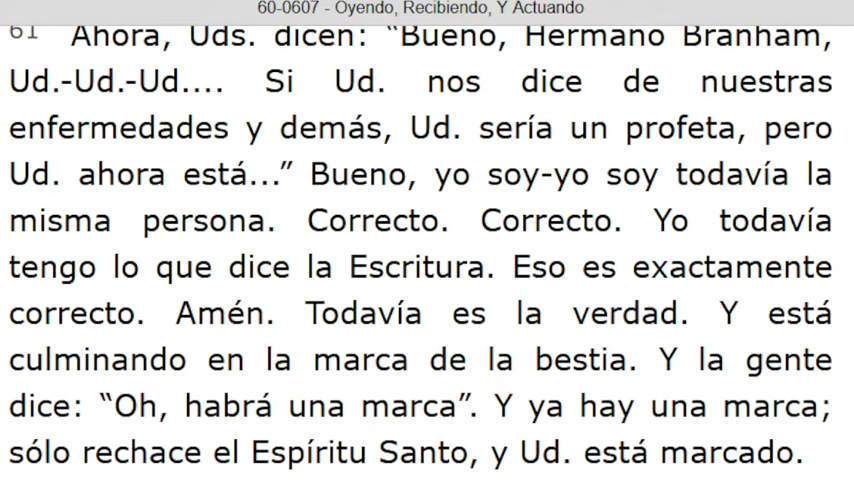 60-0607 - Oyendo, Recibiendo, Y Actuando
61 Ahora, Uds. dicen: “Bueno, Hermano Branham,
Ud.-Ud.-Ud.... Si Ud. nos dice de nuestras
enfermedades y demás, Ud. sería un profeta, pero
Ud. ahora está...” Bueno, yo soy-yo soy todavía la
misma persona. Correcto. Correcto. Yo todavía
tengo lo que dice la Escritura. Eso es exactamente
correcto. Amén. Todavía es la verdad. Y está
culminando en la marca de la bestia. Y la gente
dice: “Oh, habrá una marca”. Y ya hay una marca;
sólo rechace el Espíritu Santo, y Ud. está marcado.